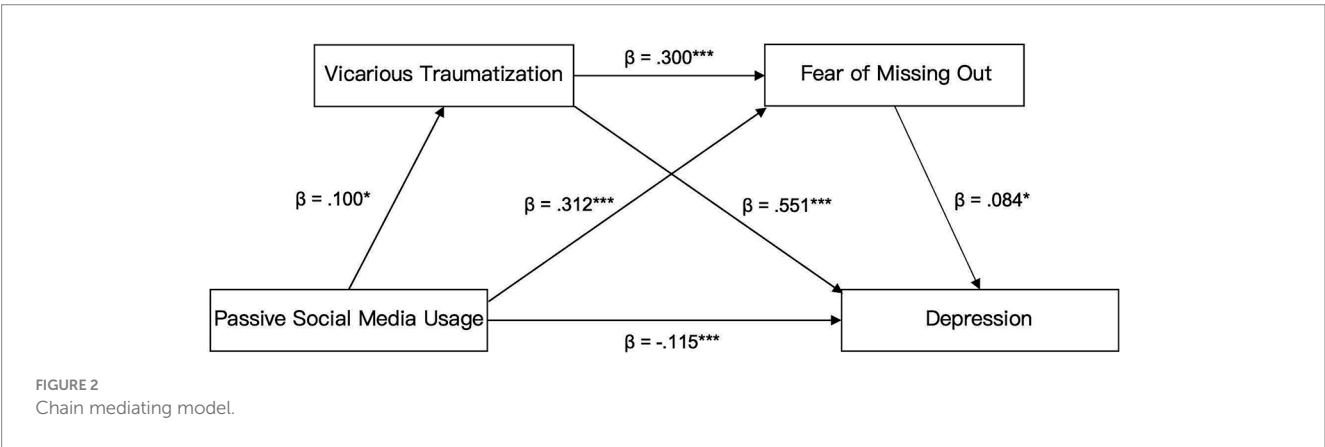 Vicarious Traumatization
β = .300***
Fear of Missing Out
β = .100*
β = .312***
β = .551***
β = .084*
Passive Social Media Usage
β = -.115***
Depression
FIGURE 2
Chain mediating model.